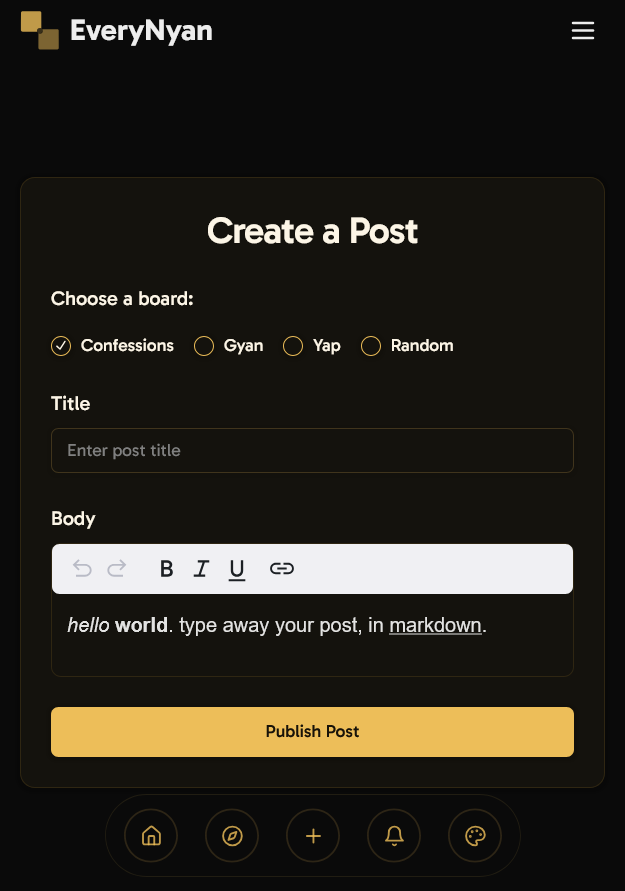 EveryNyan
Create a Post
Choose a board:
Confessions Gyan Yap Random
Title
Enter post title
Body
B I U
hello world. type away your post, in markdown.
Publish Post